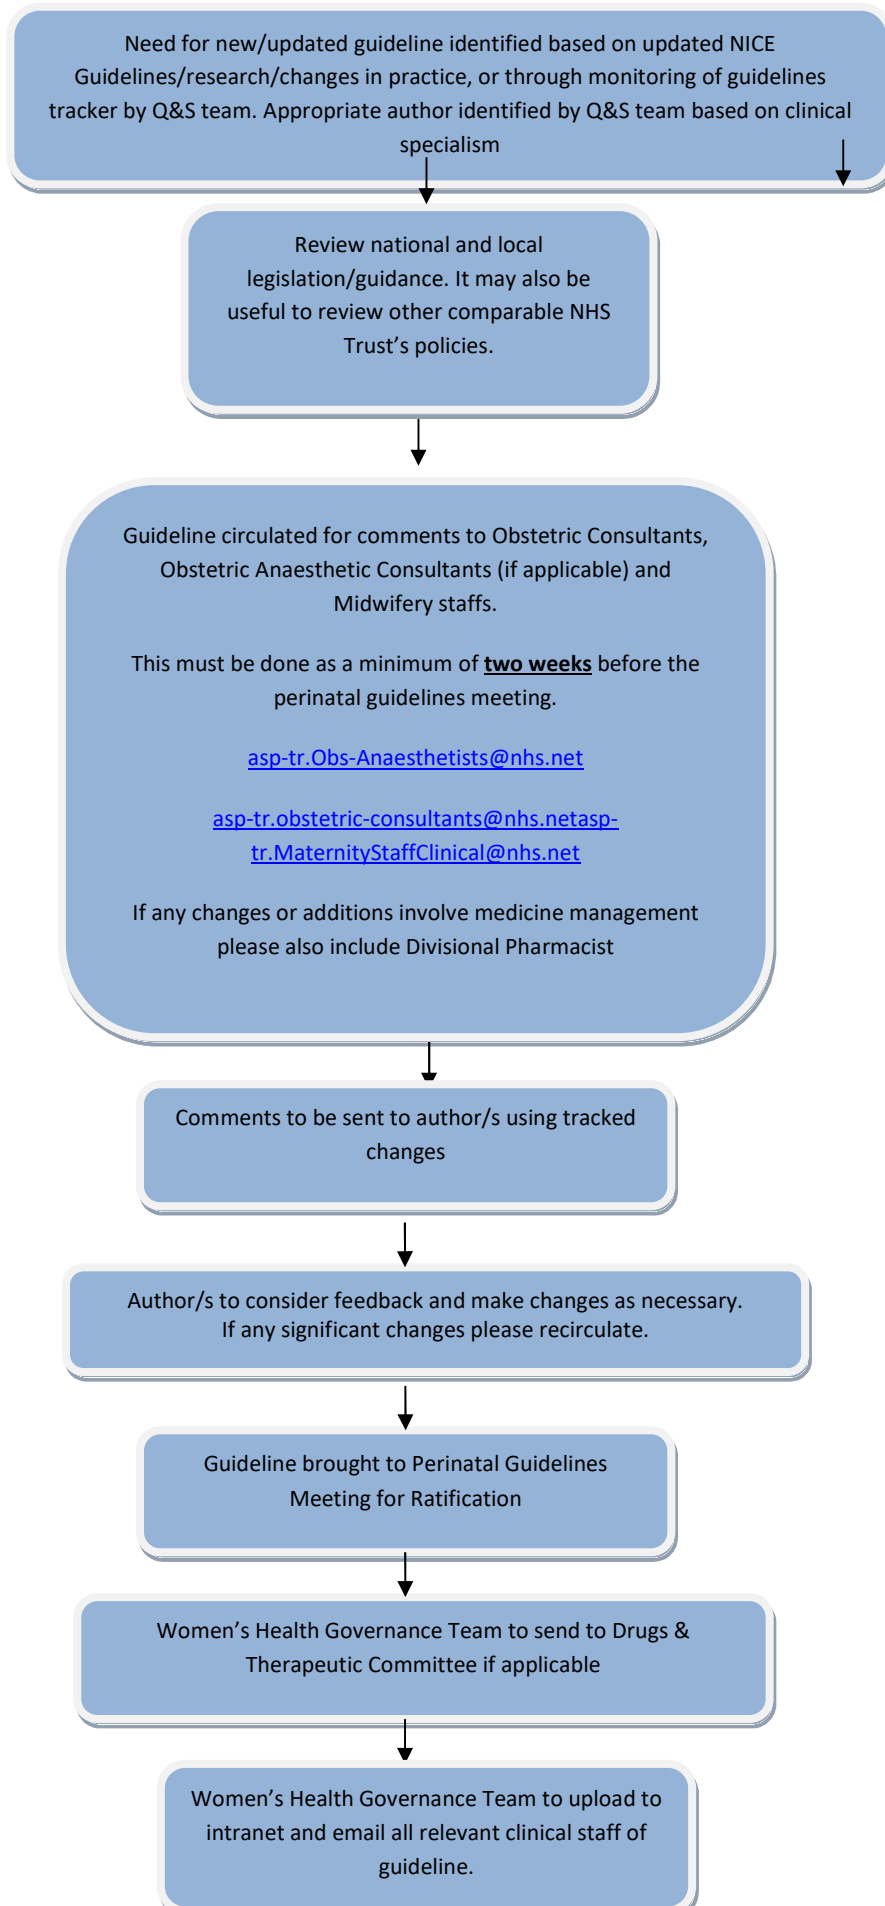 Need for new/updated guideline identified based on updated NICE
Guidelines/research/changes in practice, or through monitoring of guidelines
tracker by Q&S team. Appropriate author identified by Q&S team based on clinical
specialism
Review national and local
legislation/guidance. It may also be
useful to review other comparable NHS
Trust’s policies.
Guideline circulated for comments to Obstetric Consultants,
Obstetric Anaesthetic Consultants (if applicable) and
Midwifery staffs.
This must be done as a minimum of two weeks before the
perinatal guidelines meeting.
asp-tr.Obs-Anaesthetists@nhs.net
asp-tr.obstetric-consultants@nhs.netasp-
tr.MaternityStaffClinical@nhs.net
If any changes or additions involve medicine management
please also include Divisional Pharmacist
Comments to be sent to author/s using tracked
changes
Author/s to consider feedback and make changes as necessary.
If any significant changes please recirculate.
Guideline brought to Perinatal Guidelines
Meeting for Ratification
Women’s Health Governance Team to send to Drugs &
Therapeutic Committee if applicable
Women’s Health Governance Team to upload to
intranet and email all relevant clinical staff of
guideline.